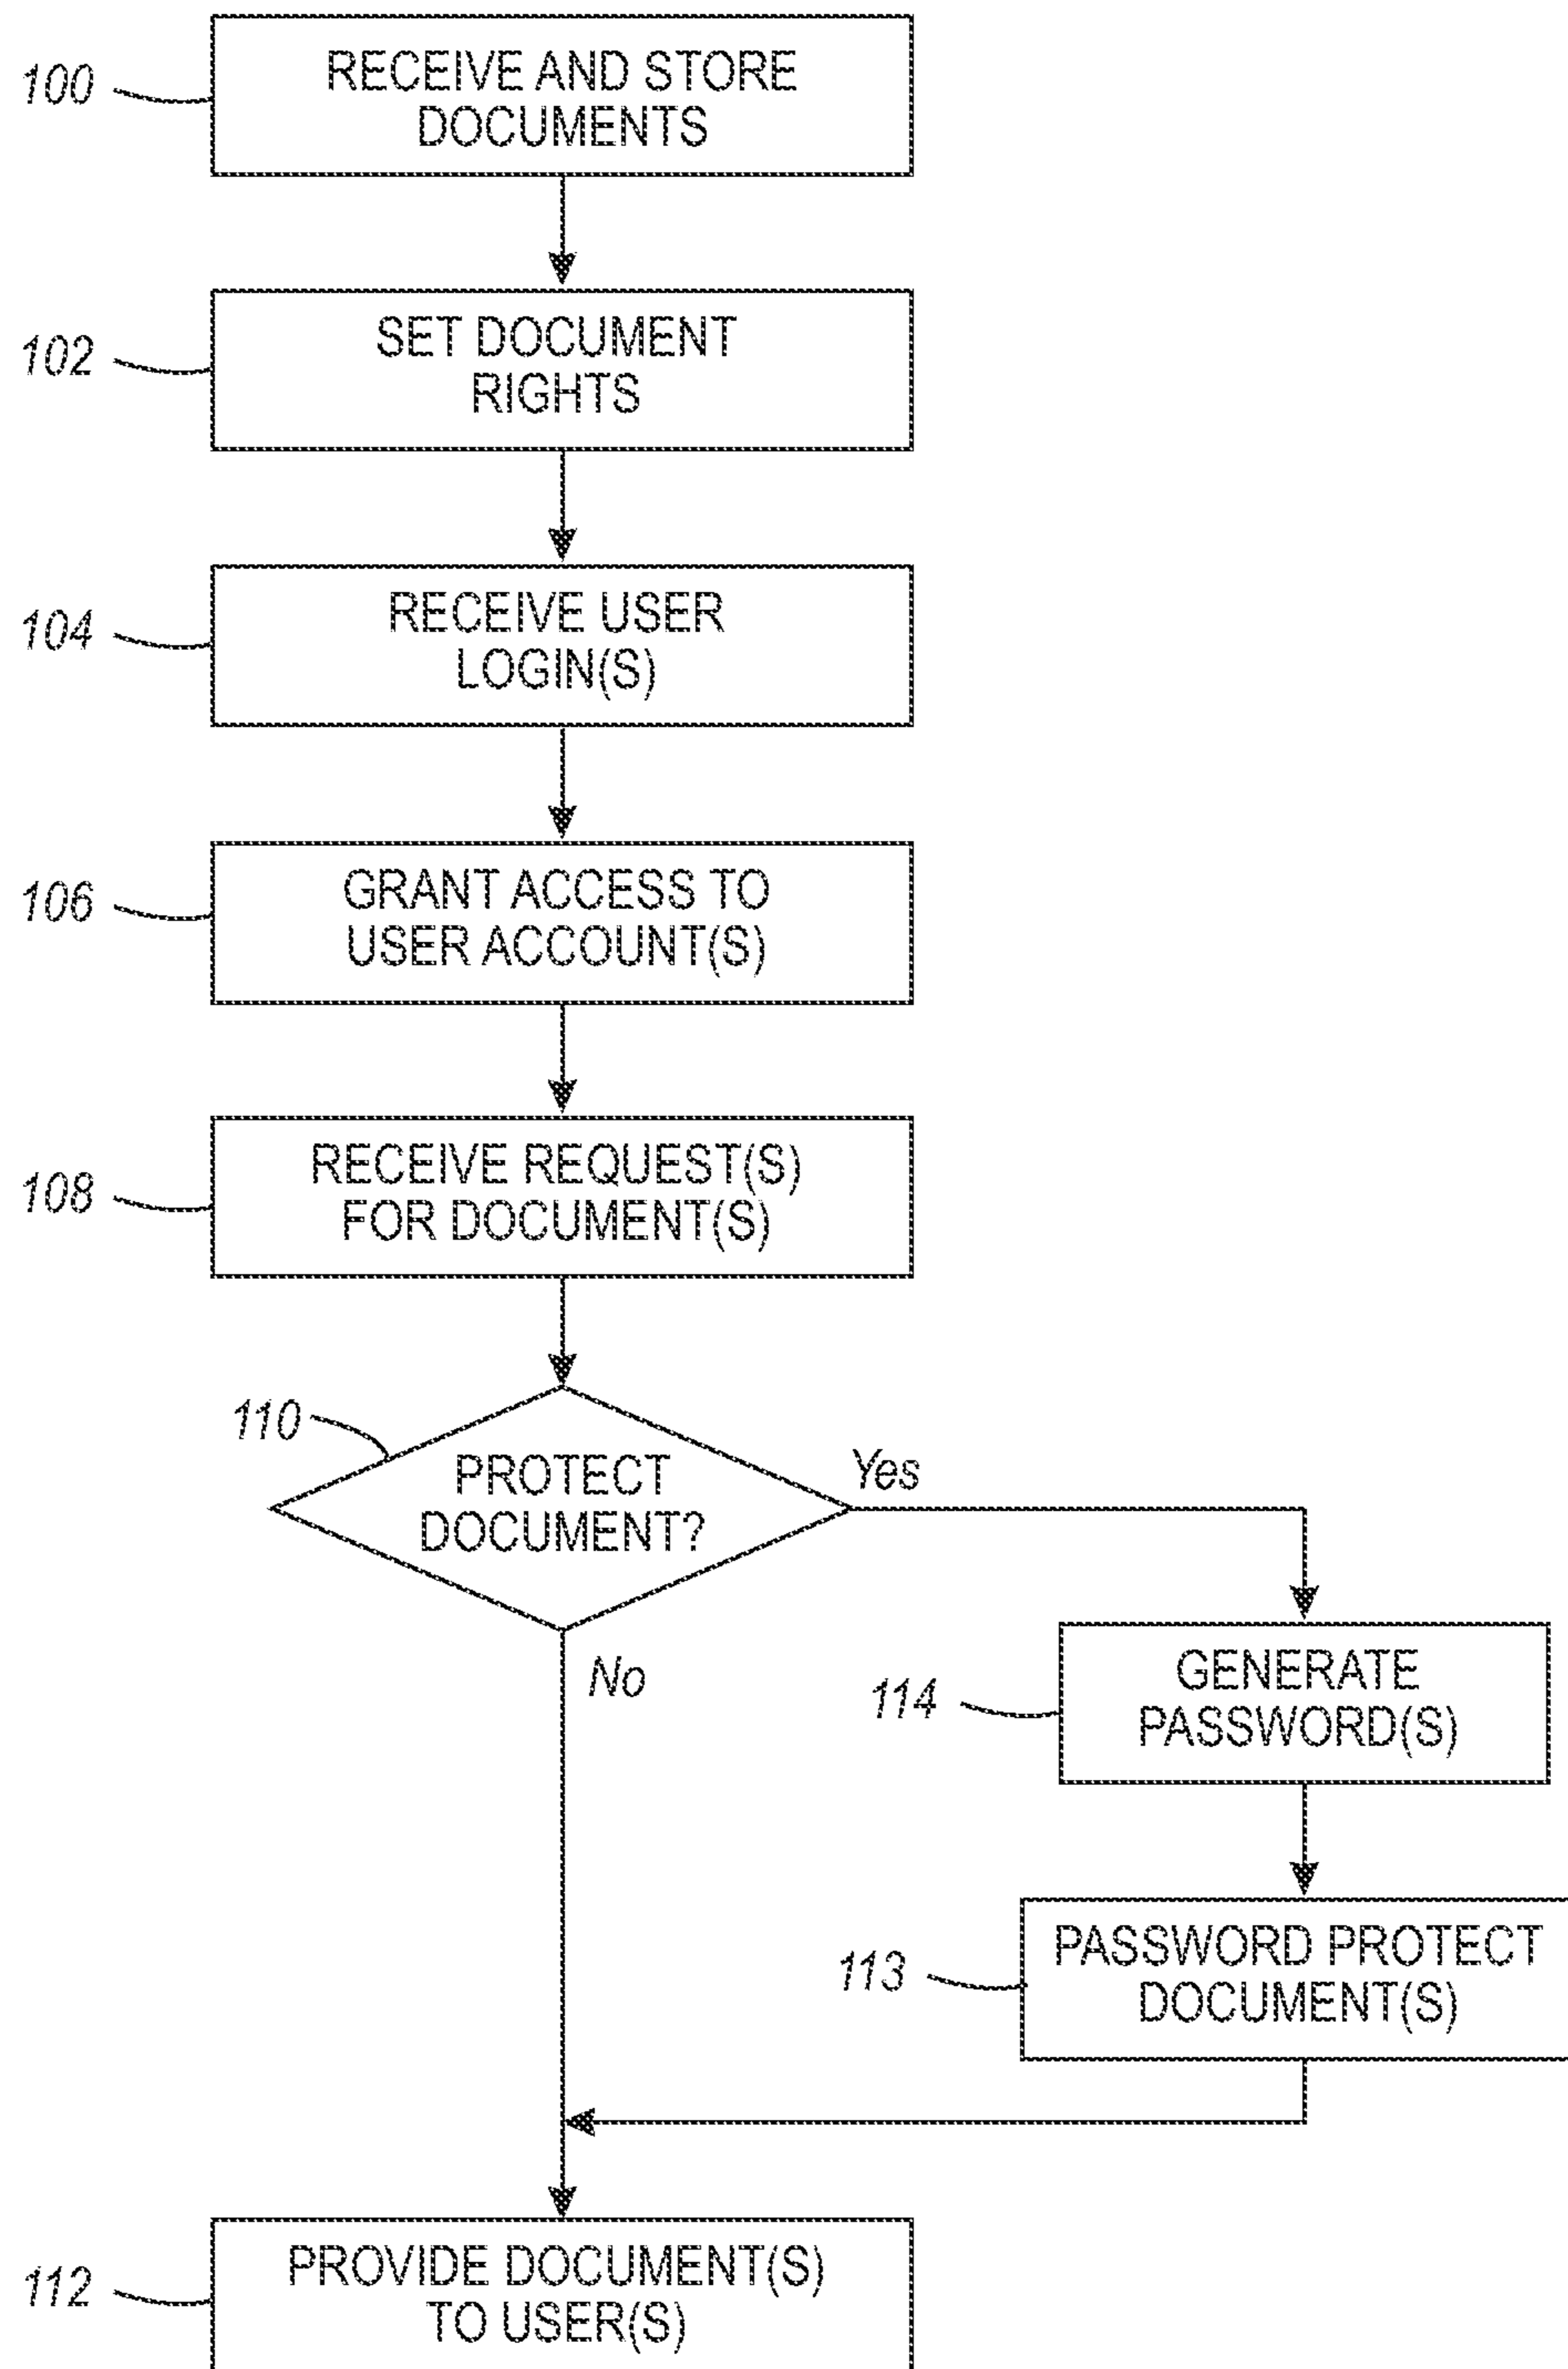 100
RECEIVE AND STORE
DOCUMENTS
102
SET DOCUMENT
RIGHTS
104
RECEIVE USER
LOGIN(S)
106
GRANT ACCESS TO
USER ACCOUNT(S)
108
RECEIVE REQUEST(S)
FOR DOCUMENT(S)
110
PROTECT
DOCUMENT?
Yes
No
114
GENERATE
PASSWORD(S)
113
PASSWORD PROTECT
DOCUMENT(S)
112
PROVIDE DOCUMENT(S)
TO USER(S)